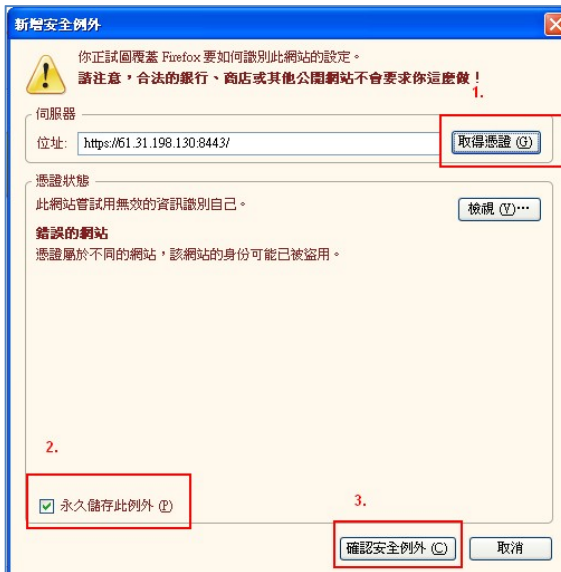 新增安全例外
你正試圖覆蓋 Firefox 要如何識別此網站的設定。
請注意，合法的銀行、商店或其他公開網站不會要求你這麼做！
1.
伺服器
位址: https://61.31.198.130:8443/ 取得憑證 (G)
憑證狀態
此網站嘗試用無效的資訊識別自己。 檢視 (V)…
錯誤的網站
憑證屬於不同的網站，該網站的身份可能已被盜用。
2.
永久儲存此例外 (P)
3.
確認安全例外 (C) 取消